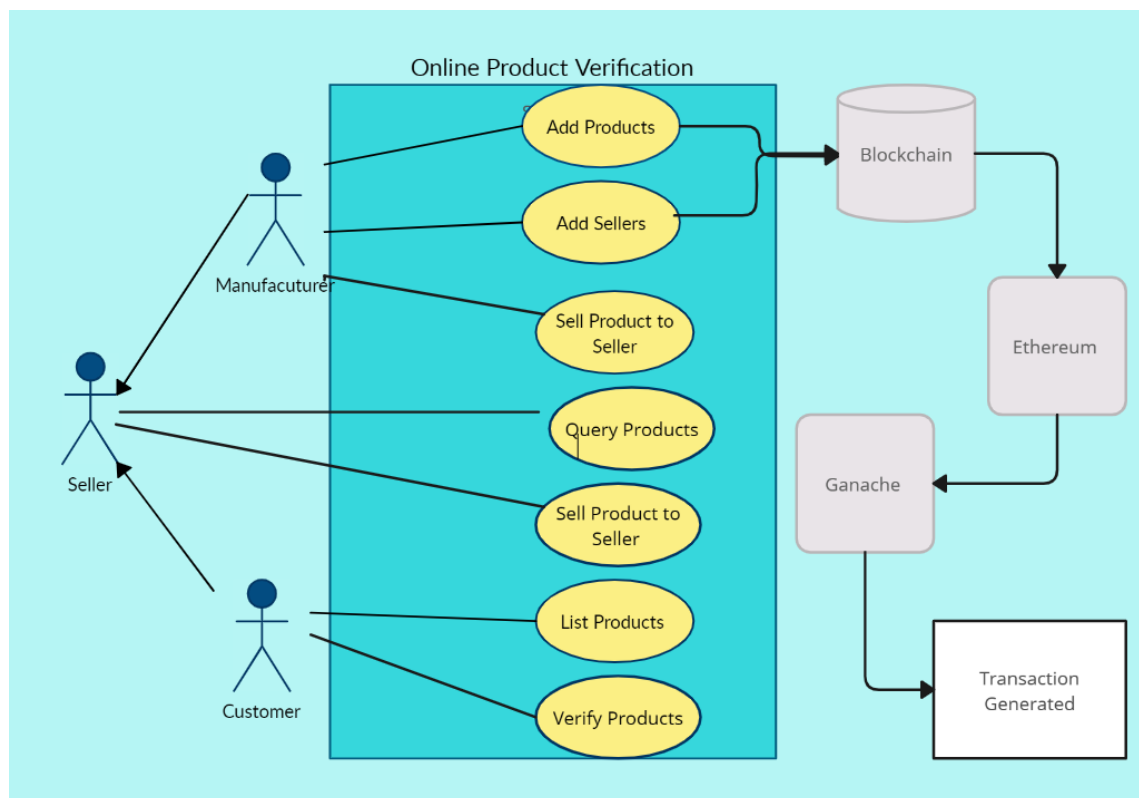 Online Product Verification
Add Products
Blockchain
Add Sellers
Manufacuturer
Sell Product to
Seller
Ethereum
Query Products
Seller
Ganache
Sell Product to
Seller
List Products
Transaction
Generated
Customer
Verify Products